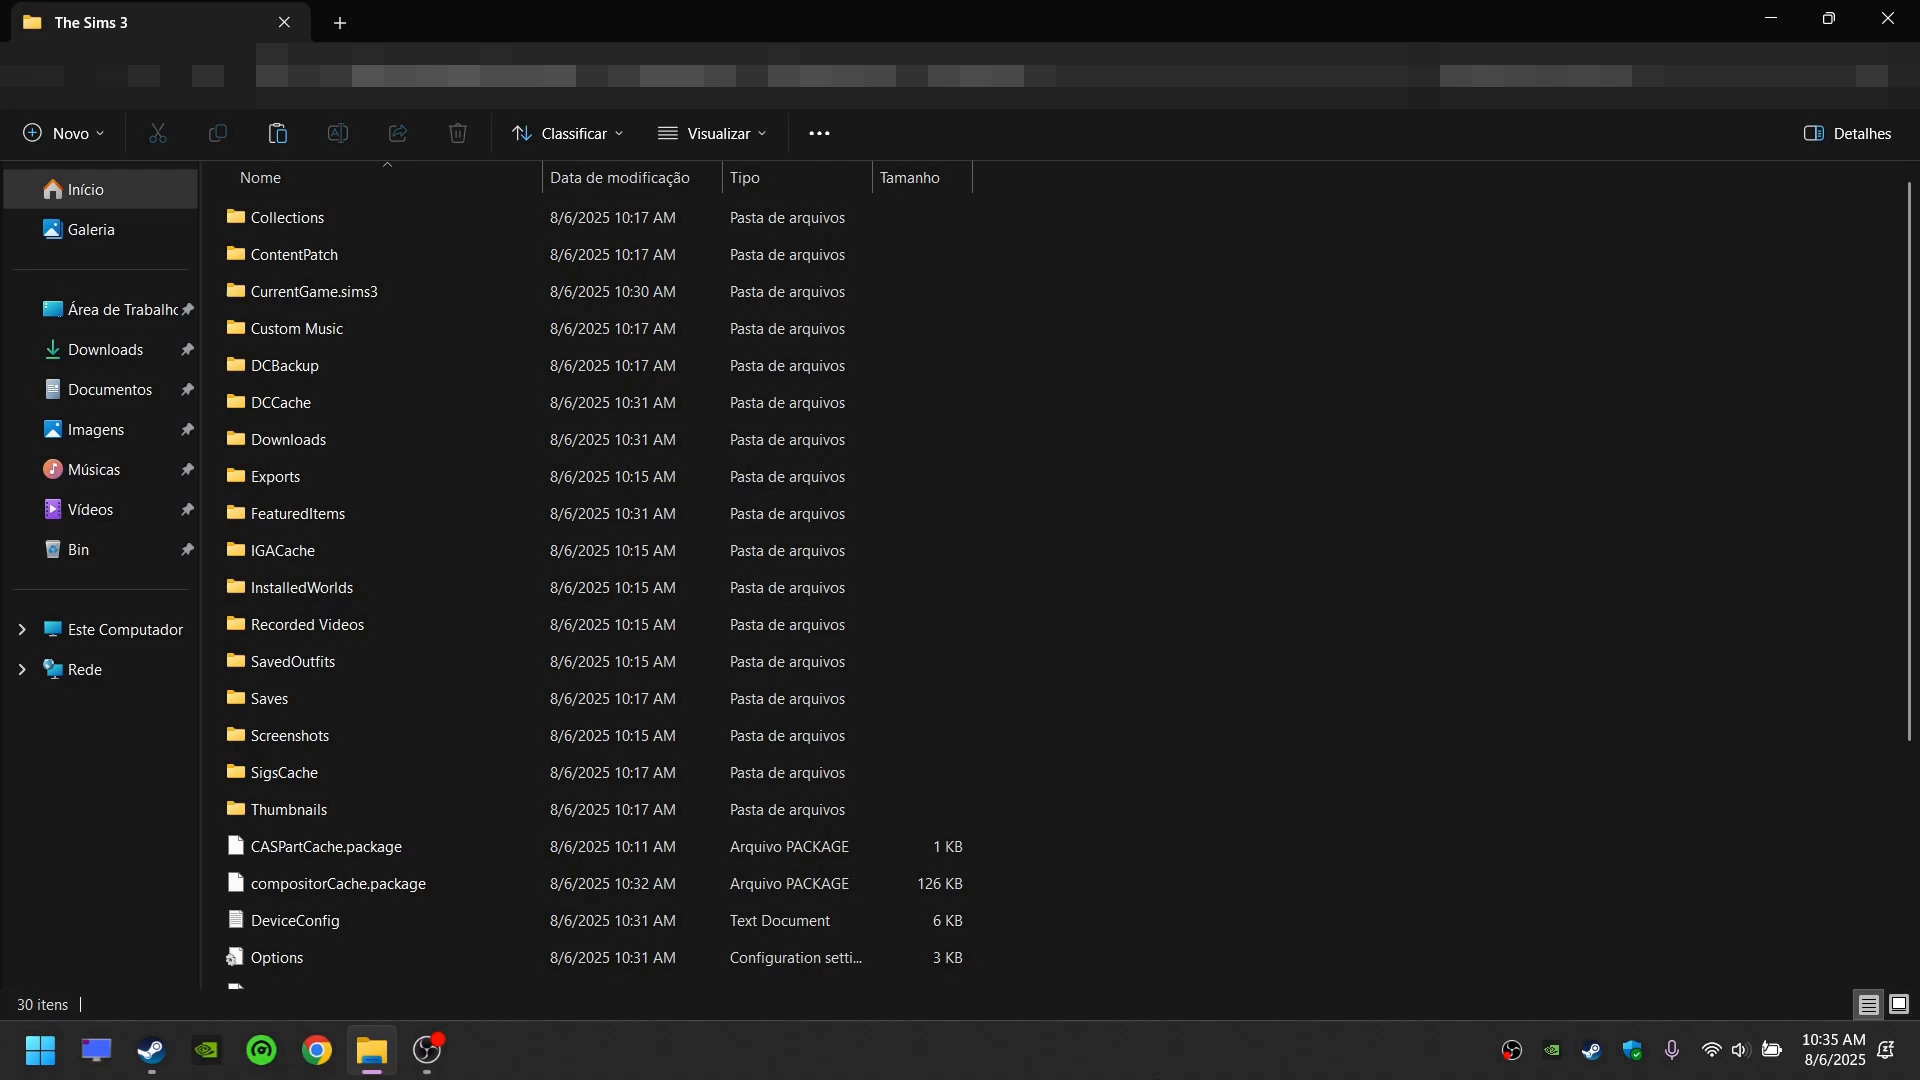 The Sims 3
Novo
Classificar
Visualizar
Detalhes
Nome Data de modificação Tipo Tamanho
Início
Galeria
Área de Trabalho
Downloads
Documentos
Imagens
Músicas
Vídeos
Bin
Este Computador
Rede
Collections 8/6/2025 10:17 AM Pasta de arquivos
ContentPatch 8/6/2025 10:17 AM Pasta de arquivos
CurrentGame.sims3 8/6/2025 10:30 AM Pasta de arquivos
Custom Music 8/6/2025 10:17 AM Pasta de arquivos
DCBackup 8/6/2025 10:17 AM Pasta de arquivos
DCCache 8/6/2025 10:31 AM Pasta de arquivos
Downloads 8/6/2025 10:31 AM Pasta de arquivos
Exports 8/6/2025 10:15 AM Pasta de arquivos
FeaturedItems 8/6/2025 10:31 AM Pasta de arquivos
IGACache 8/6/2025 10:15 AM Pasta de arquivos
InstalledWorlds 8/6/2025 10:15 AM Pasta de arquivos
Recorded Videos 8/6/2025 10:15 AM Pasta de arquivos
SavedOutfits 8/6/2025 10:15 AM Pasta de arquivos
Saves 8/6/2025 10:17 AM Pasta de arquivos
Screenshots 8/6/2025 10:15 AM Pasta de arquivos
SigsCache 8/6/2025 10:17 AM Pasta de arquivos
Thumbnails 8/6/2025 10:17 AM Pasta de arquivos
CASPartCache.package 8/6/2025 10:11 AM Arquivo PACKAGE 1 KB
compositorCache.package 8/6/2025 10:32 AM Arquivo PACKAGE 126 KB
DeviceConfig 8/6/2025 10:31 AM Text Document 6 KB
Options 8/6/2025 10:31 AM Configuration setti... 3 KB
30 itens
10:35 AM
8/6/2025